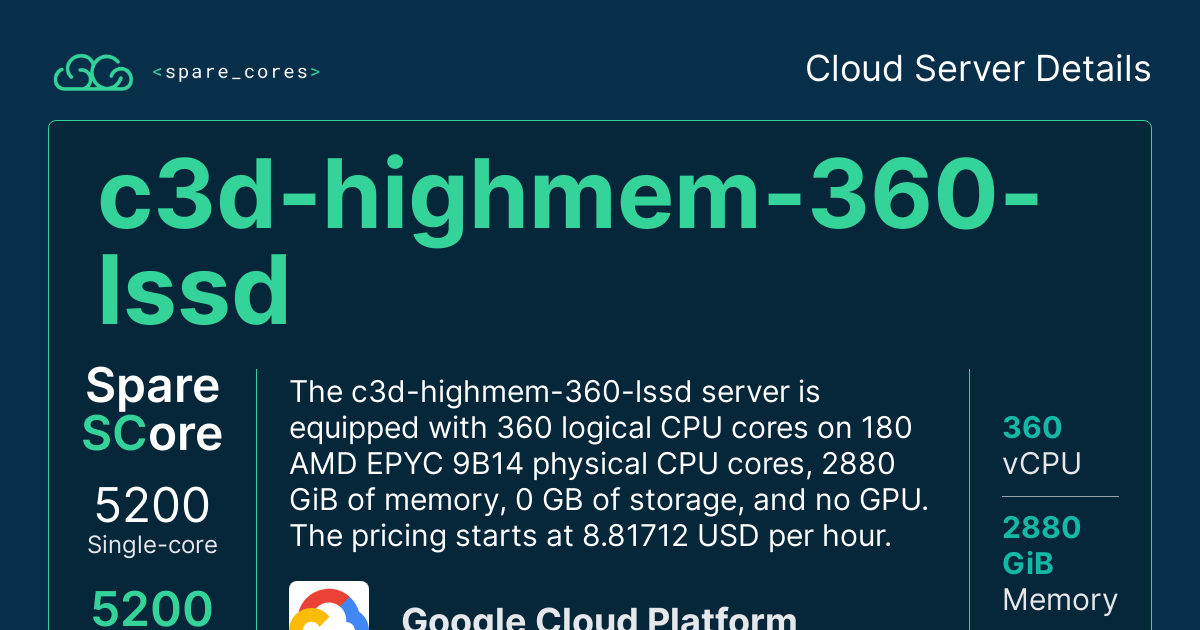 <spare_cores>
Cloud Server Details
c3d-highmem-360-
lssd
Spare
SCore
5200
Single-core
5200
The c3d-highmem-360-lssd server is
equipped with 360 logical CPU cores on 180
AMD EPYC 9B14 physical CPU cores, 2880
GiB of memory, 0 GB of storage, and no GPU.
The pricing starts at 8.81712 USD per hour.
Google Cloud Platform
360
vCPU
2880
GiB
Memory